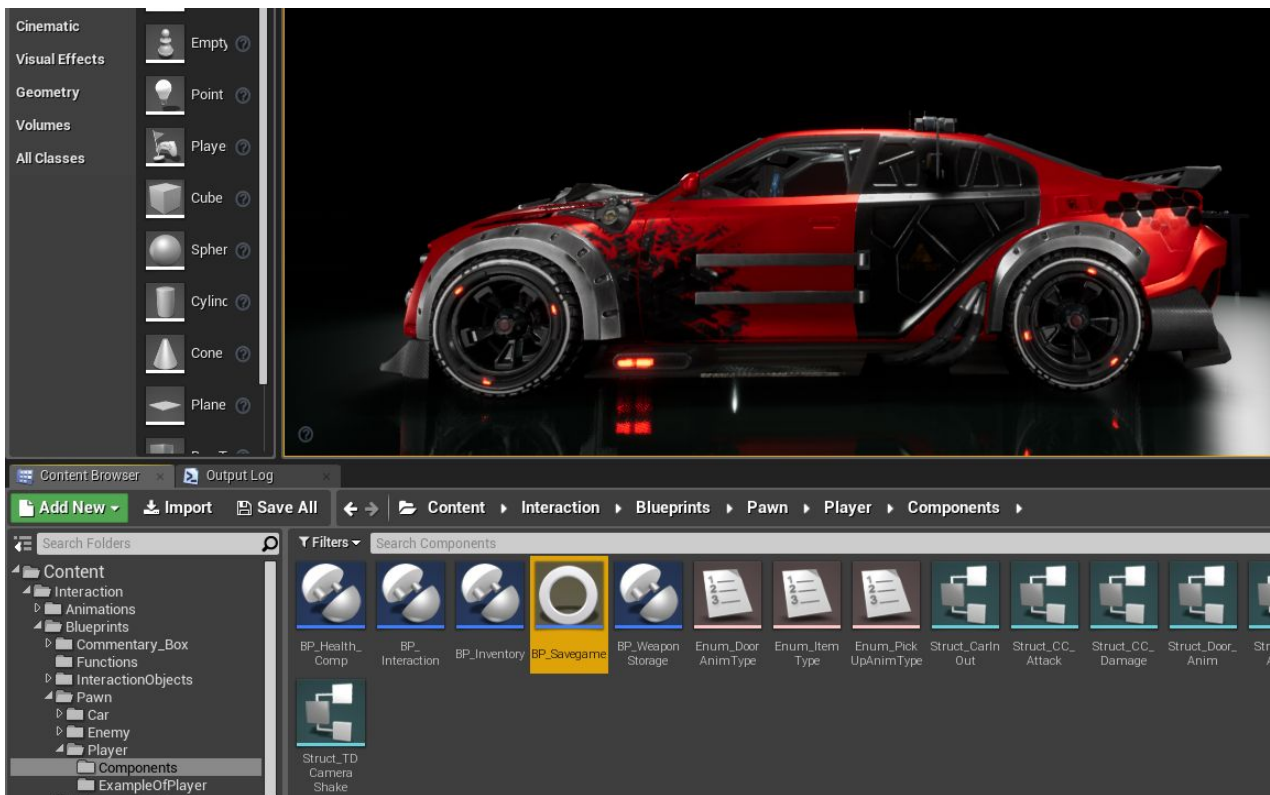 Cinematic
Visual Effects
Geometry
Volumes
All Classes
Empty
Point
Playe
Cube
Spher
Cylinc
Cone
Plane
Content Browser
Output Log
Add New
Import
Save All
Content
Interaction
Blueprints
Pawn
Player
Components
Search Folders
Filters
Search Components
Content
Interaction
Animations
Blueprints
Commentary_Box
Functions
InteractionObjects
Pawn
Car
Enemy
Player
Components
ExampleOfPlayer
BP_Health_
Comp
BP_
Interaction
BP_Inventory
BP_Savegame
BP_Weapon
Storage
Enum_Door
AnimType
Enum_Item
Type
Enum_Pick
UpAnimType
Struct_CarIn
Out
Struct_CC_
Attack
Struct_CC_
Damage
Struct_Door_
Anim
Struct_TD
Camera
Shake